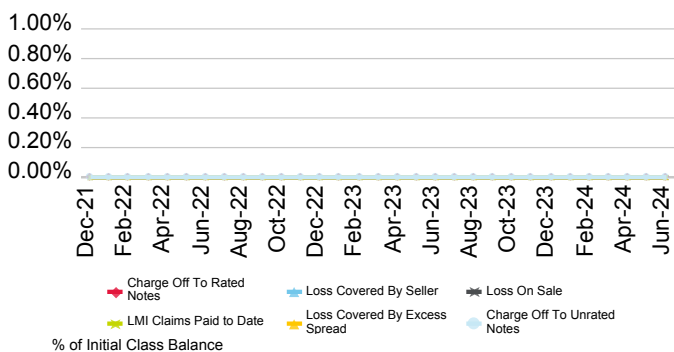 1.00%
0.80%
0.60%
0.40%
0.20%
0.00%
Dec-21
Feb-22
Apr-22
Jun-22
Aug-22
Oct-22
Dec-22
Feb-23
Apr-23
Jun-23
Aug-23
Oct-23
Dec-23
Feb-24
Apr-24
Jun-24
Charge Off To Rated
Notes
Loss Covered By Seller
Loss On Sale
LMI Claims Paid to Date
Loss Covered By Excess
Spread
Charge Off To Unrated
Notes
% of Initial Class Balance